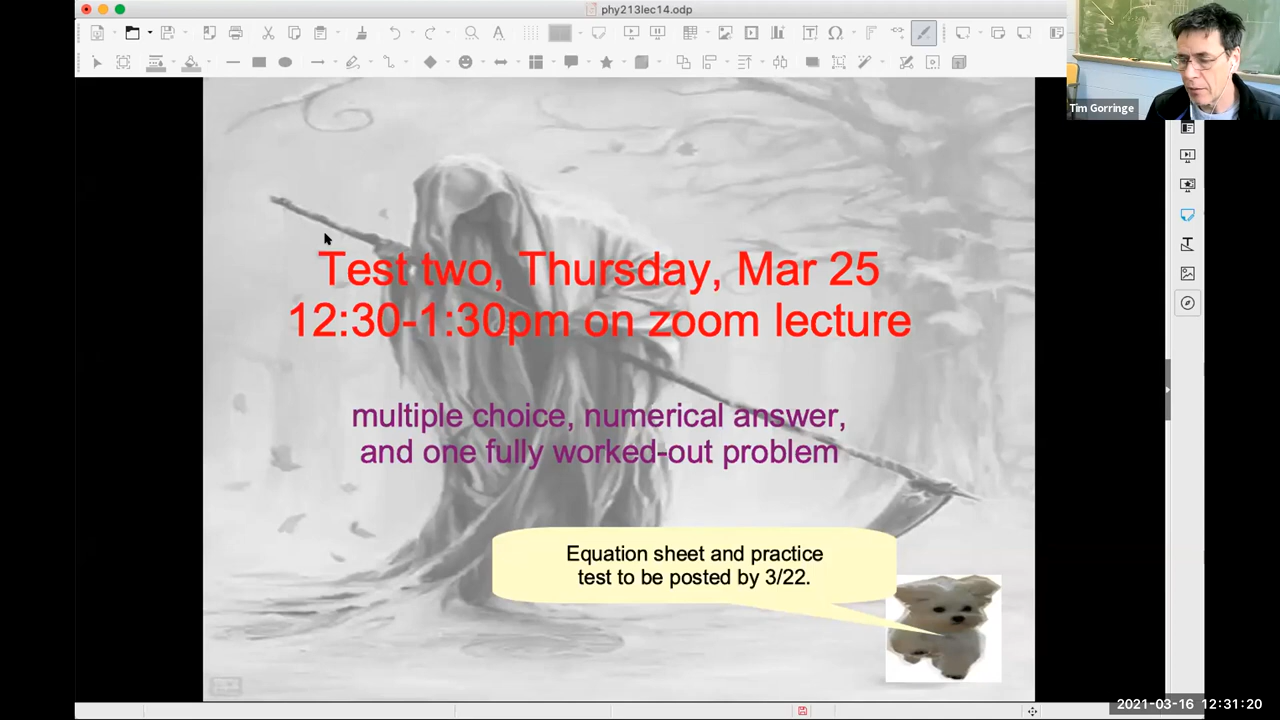 phy213lec14.odp
Tim Gorringe
Test two, Thursday, Mar 25
12:30-1:30pm on zoom lecture
multiple choice, numerical answer,
and one fully worked-out problem
Equation sheet and practice
test to be posted by 3/22.
2021-03-16 12:31:20